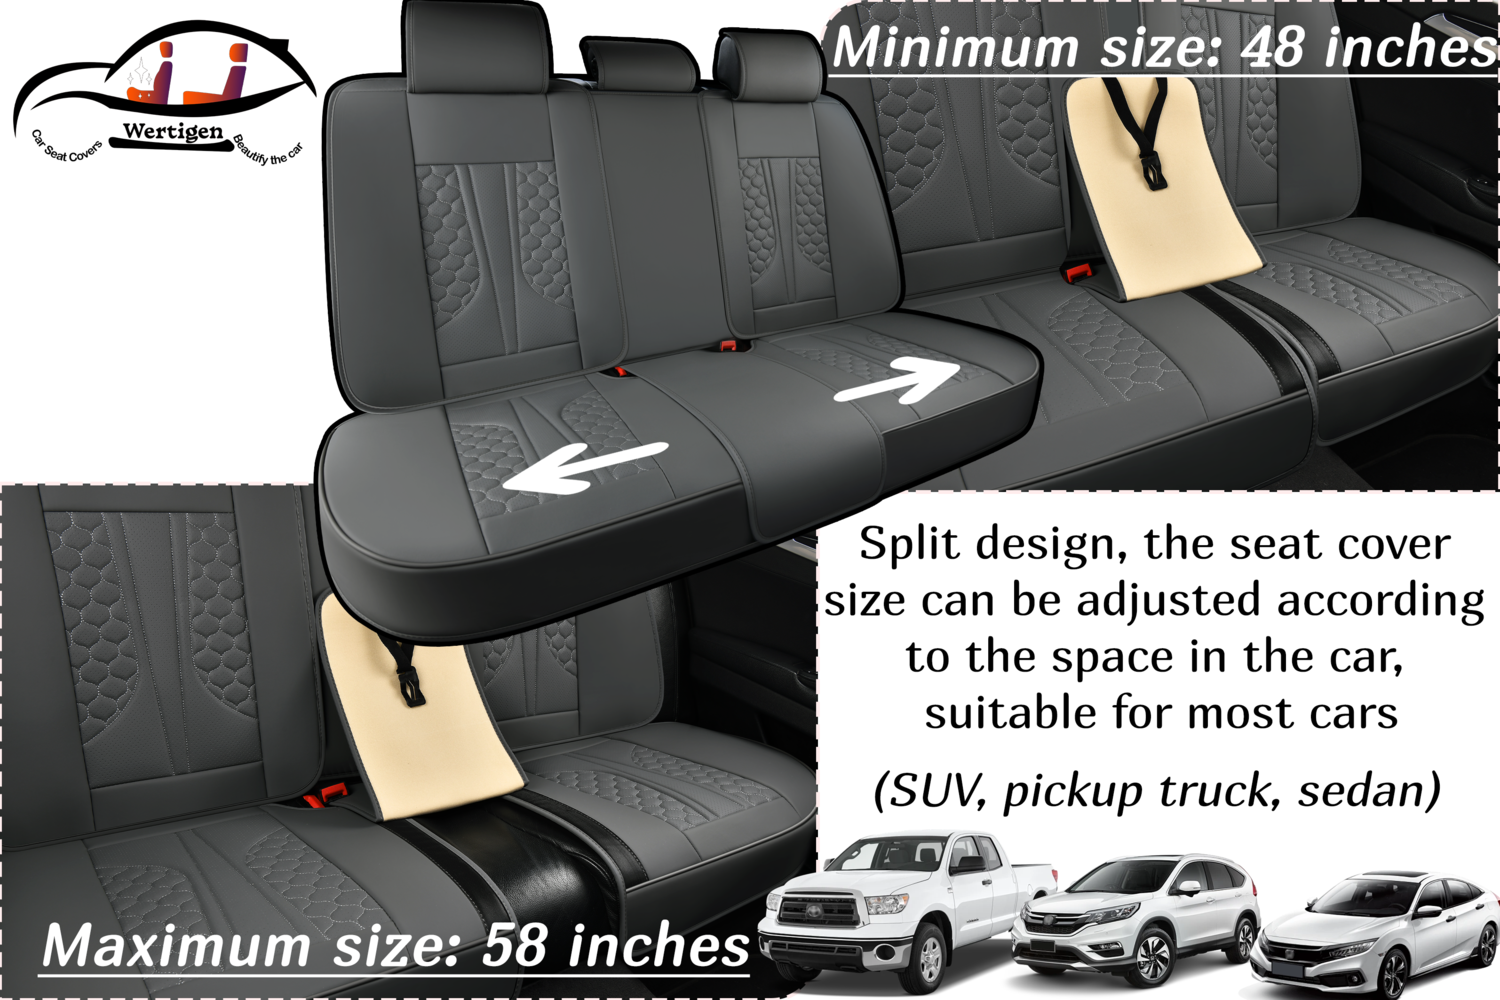 Minimum size: 48 inches
Car Seat Covers
Wertigen
Beautify the car
Split design, the seat cover
size can be adjusted according
to the space in the car,
suitable for most cars
(SUV, pickup truck, sedan)
Maximum size: 58 inches